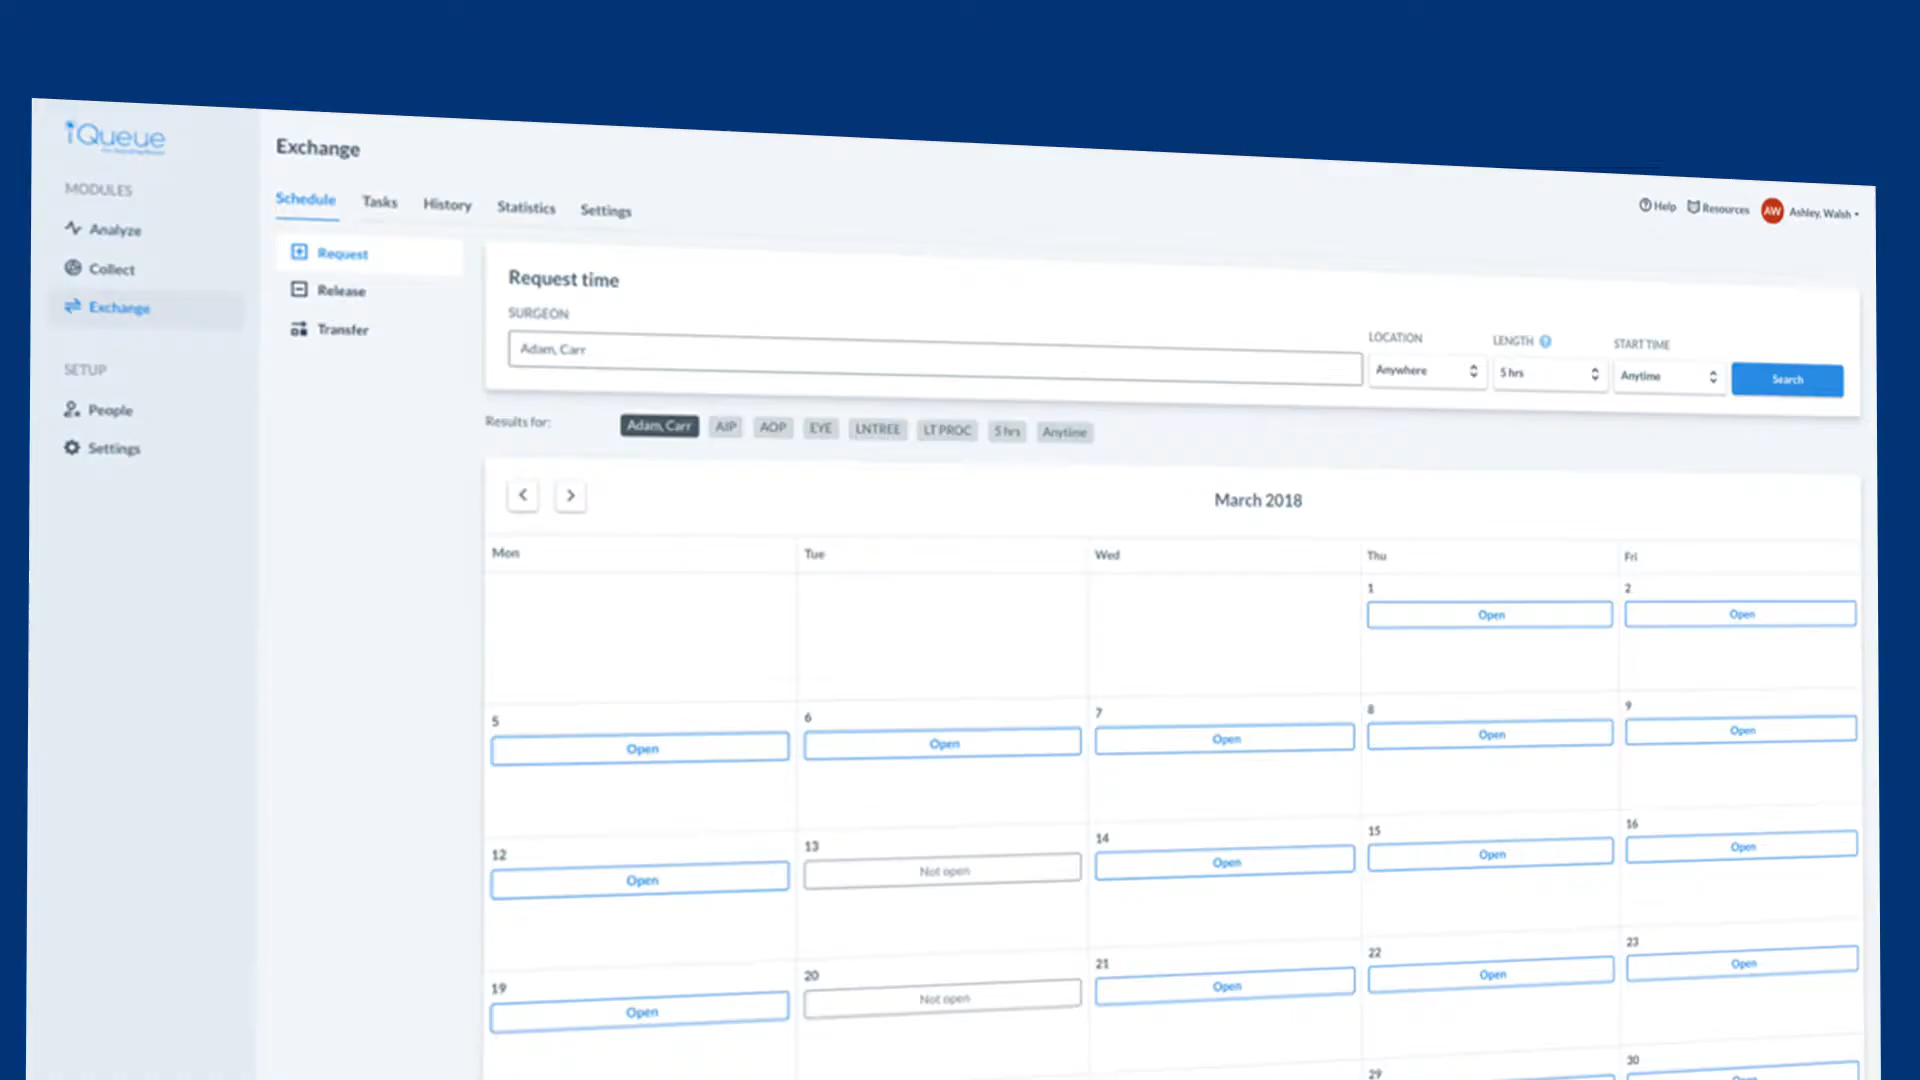 iQueue
MODULES
Analyze
Collect
Exchange
SETUP
People
Settings
Exchange
Schedule Tasks History Statistics Settings
Help Resources AW Ashley, Walsh
Request
Release
Transfer
Request time
SURGEON
Adam, Carr
LOCATION
Anywhere
LENGTH ?
5 hrs
START TIME
Anytime
Search
Results for: Adam, Carr AIP AOP EYE LNTREE LT PROC 5 hrs Anytime
March 2018
Mon Tue Wed Thu Fri
1 2
Open Open
5 6 7 8 9
Open Open Open Open Open
12 13 14 15 16
Open Not open Open Open Open
19 20 21 22 23
Open Not open Open Open Open
29 30